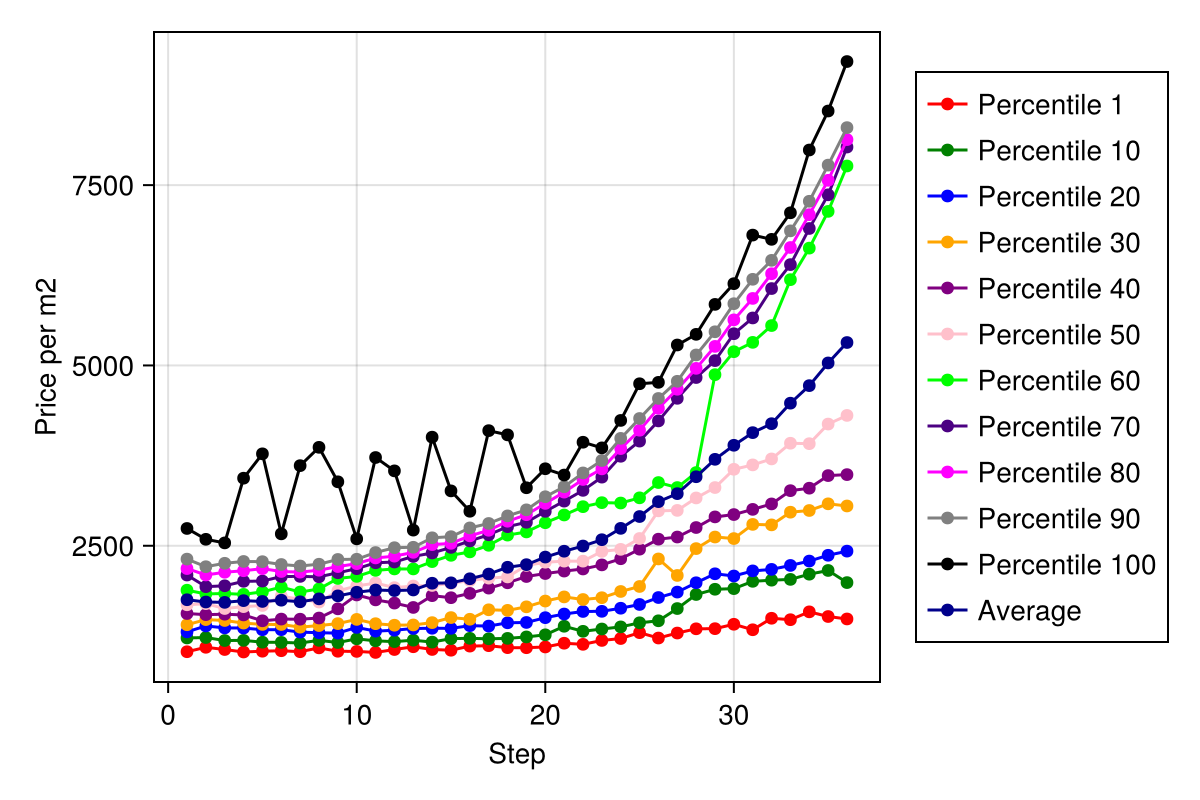 Price per m2
7500
5000
2500
0 10 20 30
Step
Percentile 1
Percentile 10
Percentile 20
Percentile 30
Percentile 40
Percentile 50
Percentile 60
Percentile 70
Percentile 80
Percentile 90
Percentile 100
Average